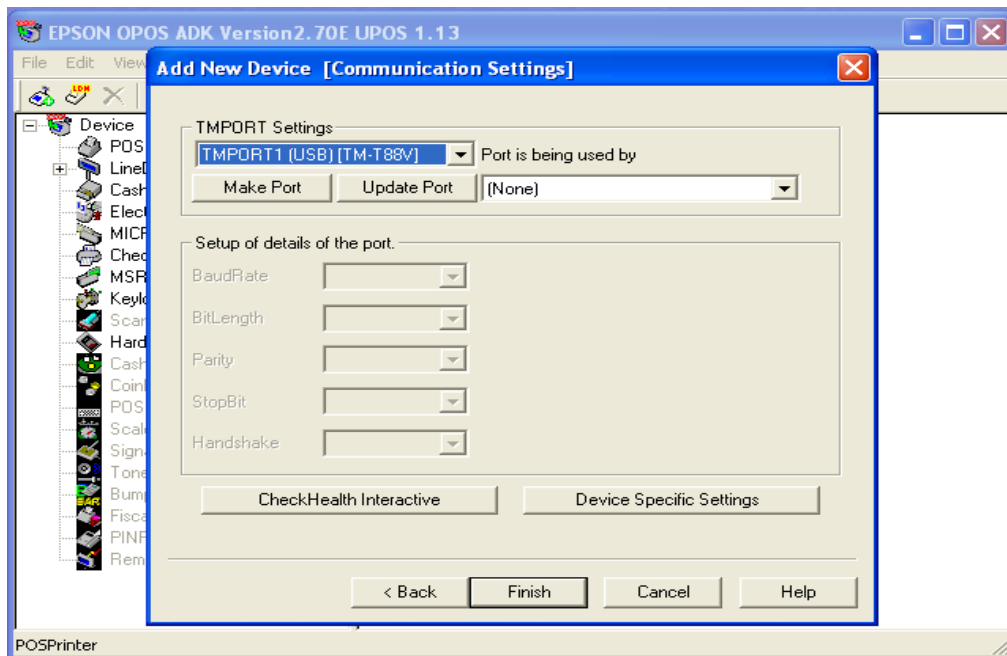 EPSON OPOS ADK Version2.70E UPOS 1.13
File Edit View
Add New Device [Communication Settings]
Device
POS
LineD
Cash
Elect
MICR
Chec
MSR
Keylo
Scan
Hard
Cash
Coin
POS
Scale
Signa
Tone
Bump
Fisca
PINP
Rem
TMPORT Settings
TMPORT1 (USB) [TM-T88V] Port is being used by
Make Port Update Port (None)
Setup of details of the port.
BaudRate
BitLength
Parity
StopBit
Handshake
CheckHealth Interactive Device Specific Settings
< Back Finish Cancel Help
POSPrinter